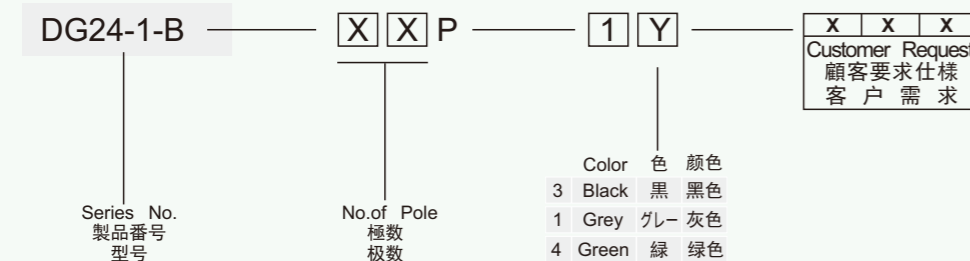 DG24-1-B X X P 1 Y X X X
Customer Request
顧客要求仕様
客户需求
Color 色 颜色
3 Black 黒 黑色
1 Grey グレー 灰色
4 Green 緑 绿色
Series No.
製品番号
型号
No.of Pole
極数
极数